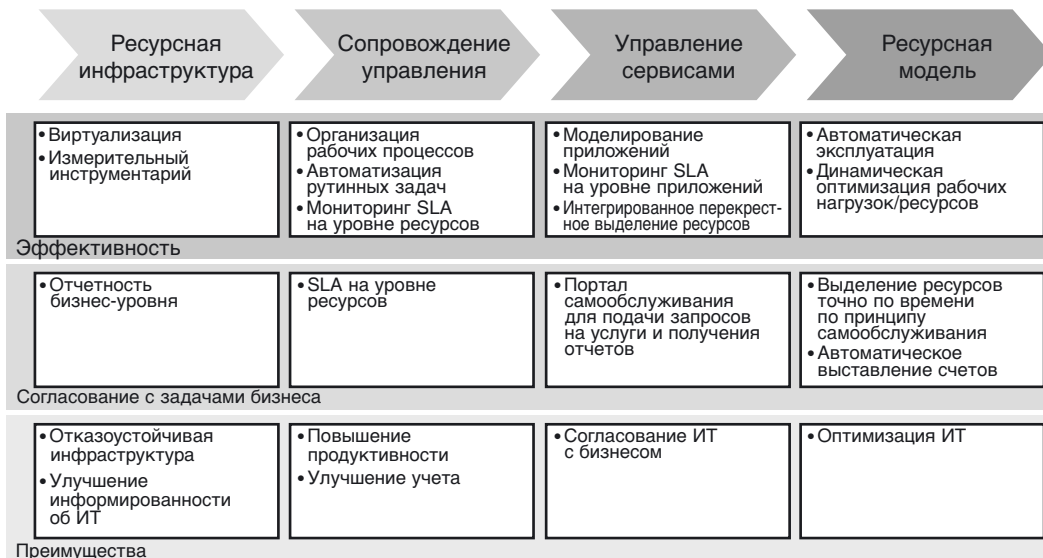 Ресурсная
инфраструктура
Сопровождение
управления
Управление
сервисами
Ресурсная
модель
• Виртуализация
• Измерительный
инструментарий
• Организация
рабочих процессов
• Автоматизация
рутинных задач
• Мониторинг SLA
на уровне ресурсов
• Моделирование
приложений
• Мониторинг SLA
на уровне приложений
• Интегрированное перекрест-
ное выделение ресурсов
• Автоматическая
эксплуатация
• Динамическая
оптимизация рабочих
нагрузок/ресурсов
Эффективность
• Отчетность
бизнес-уровня
• SLA на уровне
ресурсов
• Портал
самообслуживания
для подачи запросов
на услуги и получения
отчетов
• Выделение ресурсов
точно по времени
по принципу
самообслуживания
• Автоматическое
выставление счетов
Согласование с задачами бизнеса
• Отказоустойчивая
инфраструктура
• Улучшение
информированности
об ИТ
• Повышение
продуктивности
• Улучшение учета
• Согласование ИТ
с бизнесом
• Оптимизация ИТ
Преимущества